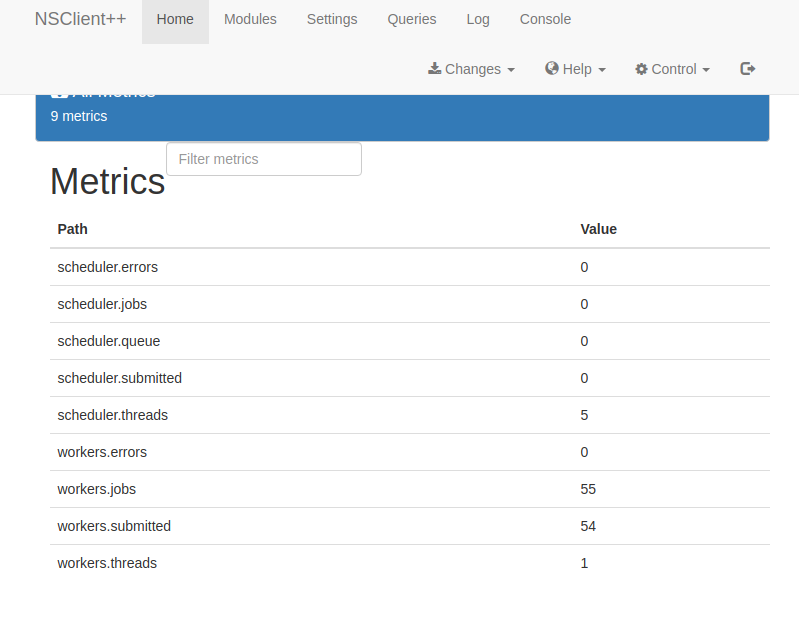 NSClient++ Home Modules Settings Queries Log Console
Changes Help Control
All Metrics
9 metrics
Filter metrics
Metrics
Path Value
scheduler.errors 0
scheduler.jobs 0
scheduler.queue 0
scheduler.submitted 0
scheduler.threads 5
workers.errors 0
workers.jobs 55
workers.submitted 54
workers.threads 1